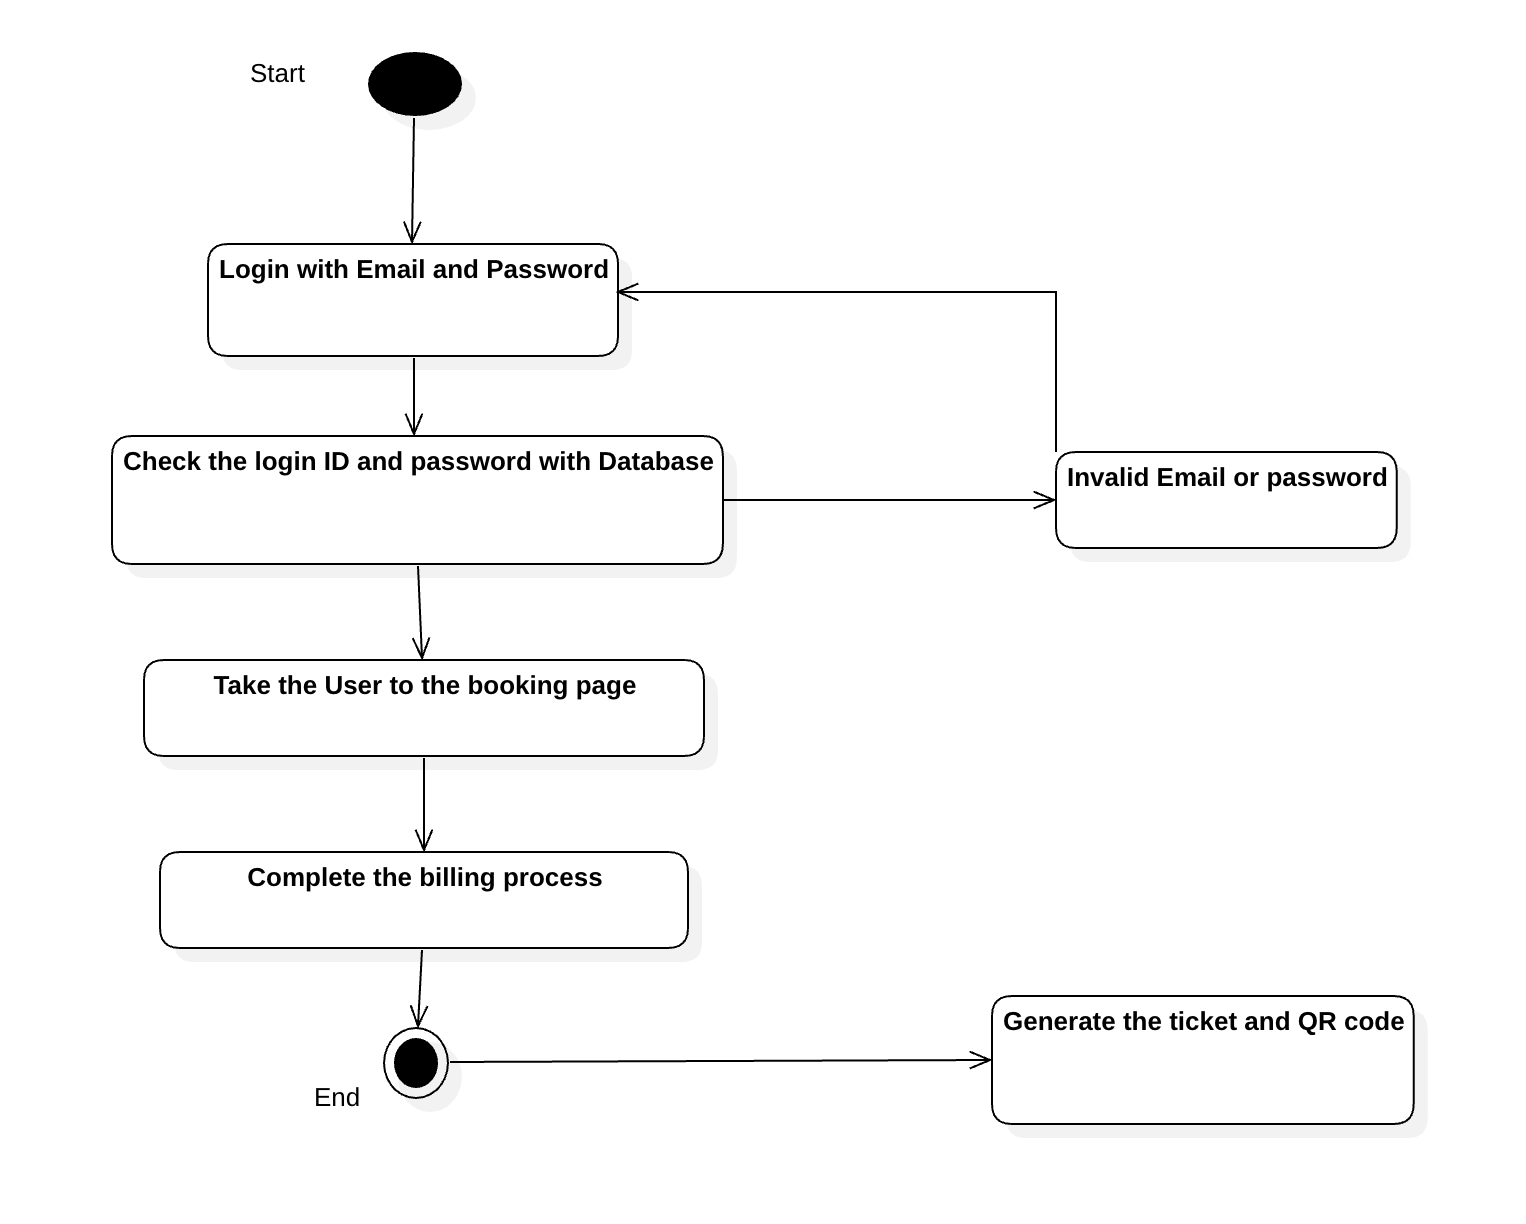 Start
Login with Email and Password
Check the login ID and password with Database
Invalid Email or password
Take the User to the booking page
Complete the billing process
Generate the ticket and QR code
End